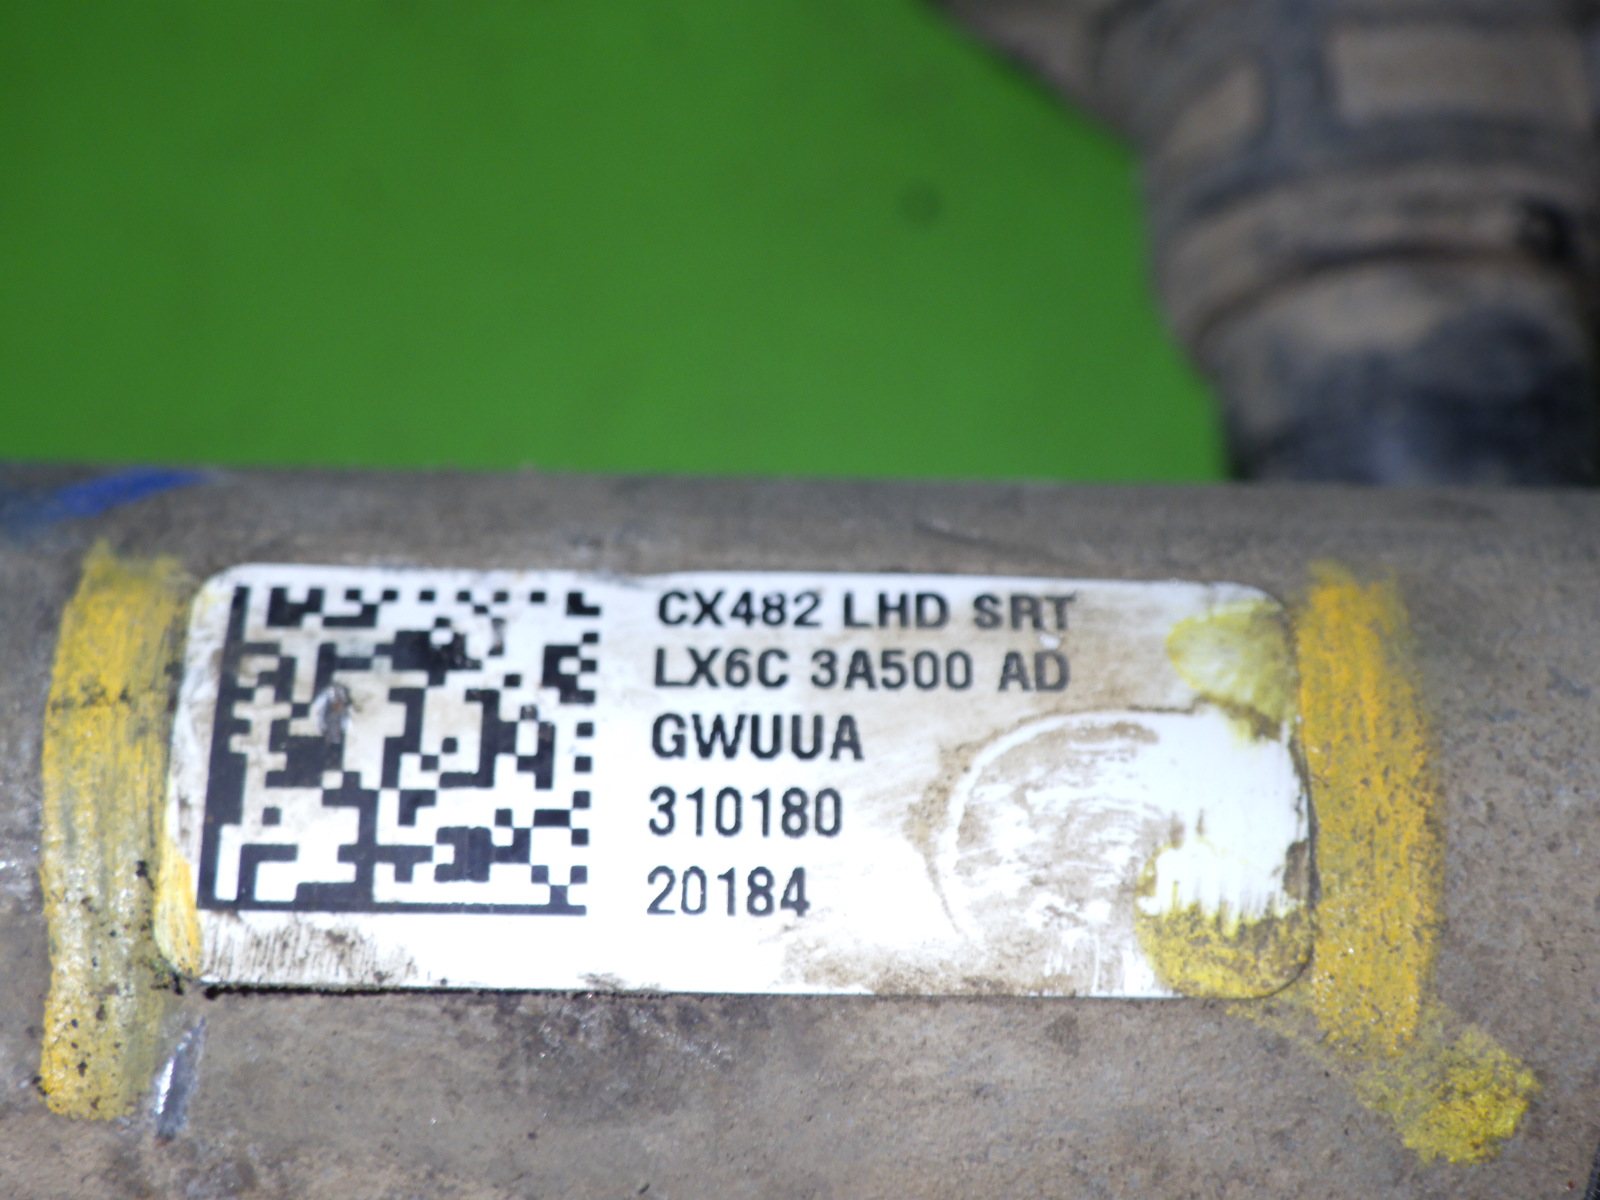 CX482 LHD SRT
LX6C 3A500 AD
GWUUA
310180
20184